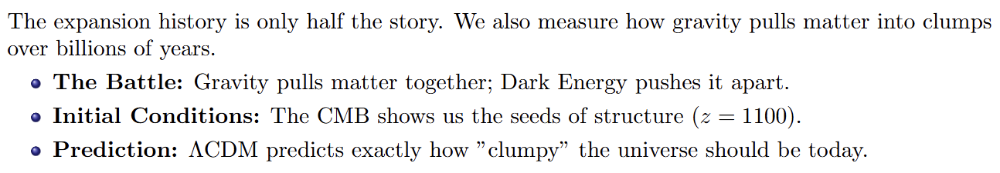 The expansion history is only half the story. We also measure how gravity pulls matter into clumps
over billions of years.
• The Battle: Gravity pulls matter together; Dark Energy pushes it apart.
• Initial Conditions: The CMB shows us the seeds of structure (z = 1100).
• Prediction: ΛCDM predicts exactly how ”clumpy” the universe should be today.